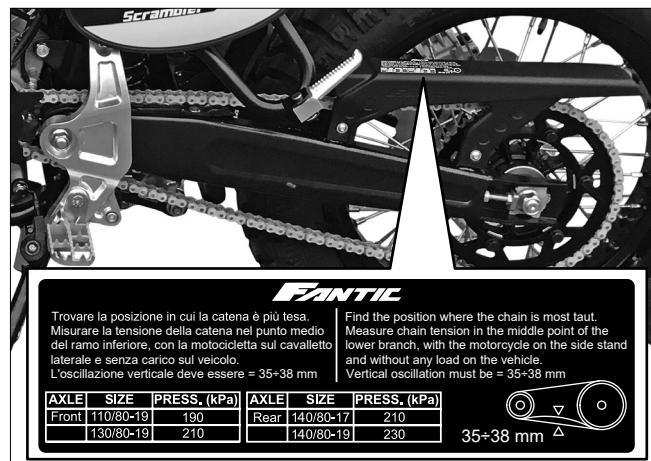 Scrambler
FANTIC
Trovare la posizione in cui la catena è più tesa.
Misurare la tensione della catena nel punto medio
del ramo inferiore, con la motocicletta sul cavalletto
laterale e senza carico sul veicolo.
L'oscillazione verticale deve essere = 35÷38 mm
Find the position where the chain is most taut.
Measure chain tension in the middle point of the
lower branch, with the motorcycle on the side stand
and without any load on the vehicle.
Vertical oscillation must be = 35÷38 mm
AXLE SIZE PRESS. (kPa)
Front 110/80-19 190
130/80-19 210
AXLE SIZE PRESS. (kPa)
Rear 140/80-17 210
140/80-19 230
35÷38 mm